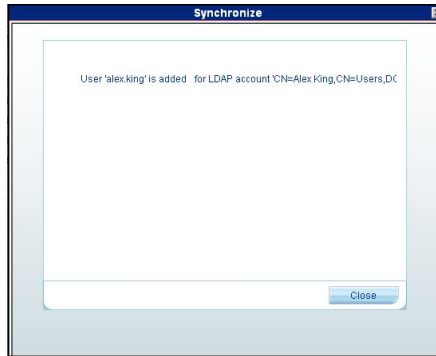 Synchronize
User 'alex.king' is added for LDAP account 'CN=Alex King,CN=Users,DC
Close